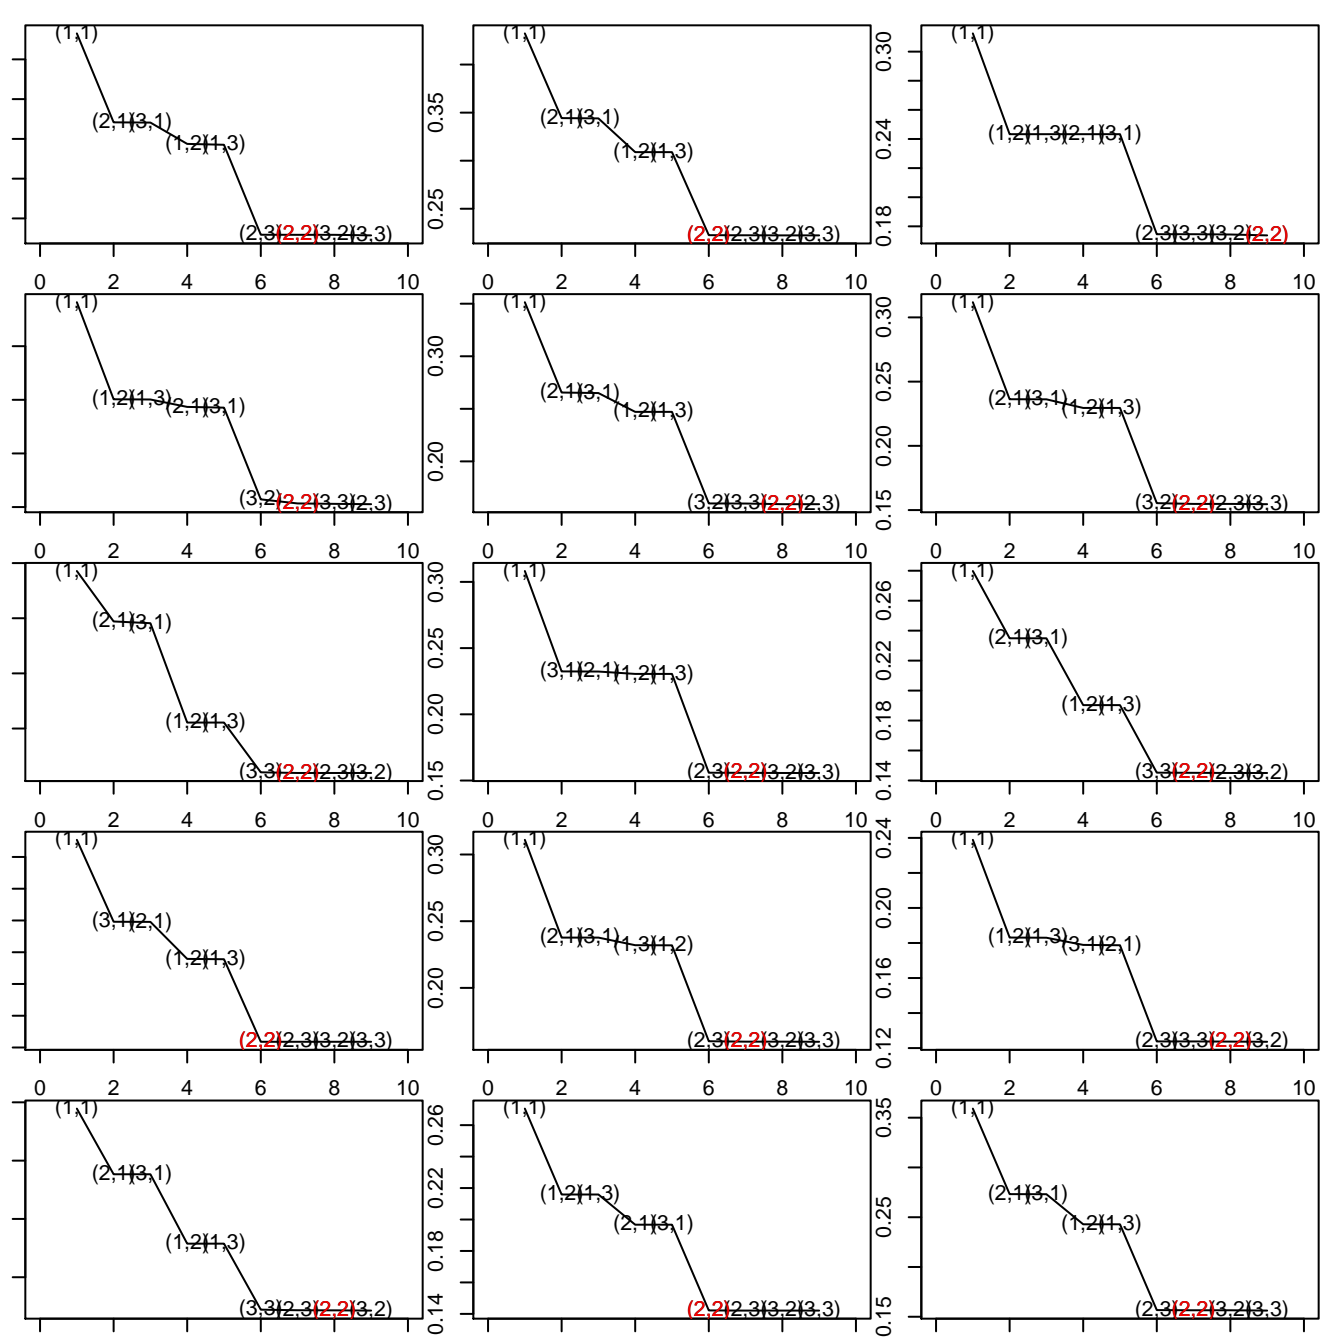 (1,1) (2,1) (3,1) (1,2) (1,3) (2,3) (2,2) (3,2) (3,3)
0.25 0.35
(1,1) (2,1) (3,1) (1,2) (1,3) (2,2) (2,3) (3,2) (3,3)
0.18 0.24 0.30
(1,1) (1,2) (1,3) (2,1) (3,1) (2,3) (3,3) (3,2) (2,2)
0 2 4 6 8 10
0 2 4 6 8 10
0 2 4 6 8 10
(1,1) (1,2) (1,3) (2,1) (3,1) (3,2) (2,2) (3,3) (2,3)
0.20 0.30
(1,1) (2,1) (3,1) (1,2) (1,3) (3,2) (3,3) (2,2) (2,3)
0.15 0.20 0.25 0.30
(1,1) (2,1) (3,1) (1,2) (1,3) (3,2) (2,2) (2,3) (3,3)
0 2 4 6 8 10
0 2 4 6 8 10
0 2 4 6 8 10
(1,1) (2,1) (3,1) (1,2) (1,3) (3,3) (2,2) (2,3) (3,2)
0.15 0.20 0.25 0.30
(1,1) (3,1) (2,1) (1,2) (1,3) (2,3) (2,2) (3,2) (3,3)
0.14 0.18 0.22 0.26
(1,1) (2,1) (3,1) (1,2) (1,3) (3,3) (2,2) (2,3) (3,2)
0 2 4 6 8 10
0 2 4 6 8 10
0 2 4 6 8 10
(1,1) (3,1) (2,1) (1,2) (1,3) (2,2) (2,3) (3,2) (3,3)
0.20 0.25 0.30
(1,1) (2,1) (3,1) (1,3) (1,2) (2,3) (2,2) (3,2) (3,3)
0.12 0.16 0.20 0.24
(1,1) (1,2) (1,3) (3,1) (2,1) (2,3) (3,3) (2,2) (3,2)
0 2 4 6 8 10
0 2 4 6 8 10
0 2 4 6 8 10
(1,1) (2,1) (3,1) (1,2) (1,3) (3,3) (2,3) (2,2) (3,2)
0.14 0.18 0.22 0.26
(1,1) (1,2) (1,3) (2,1) (3,1) (2,2) (2,3) (3,2) (3,3)
0.15 0.25 0.35
(1,1) (2,1) (3,1) (1,2) (1,3) (2,3) (2,2) (3,2) (3,3)